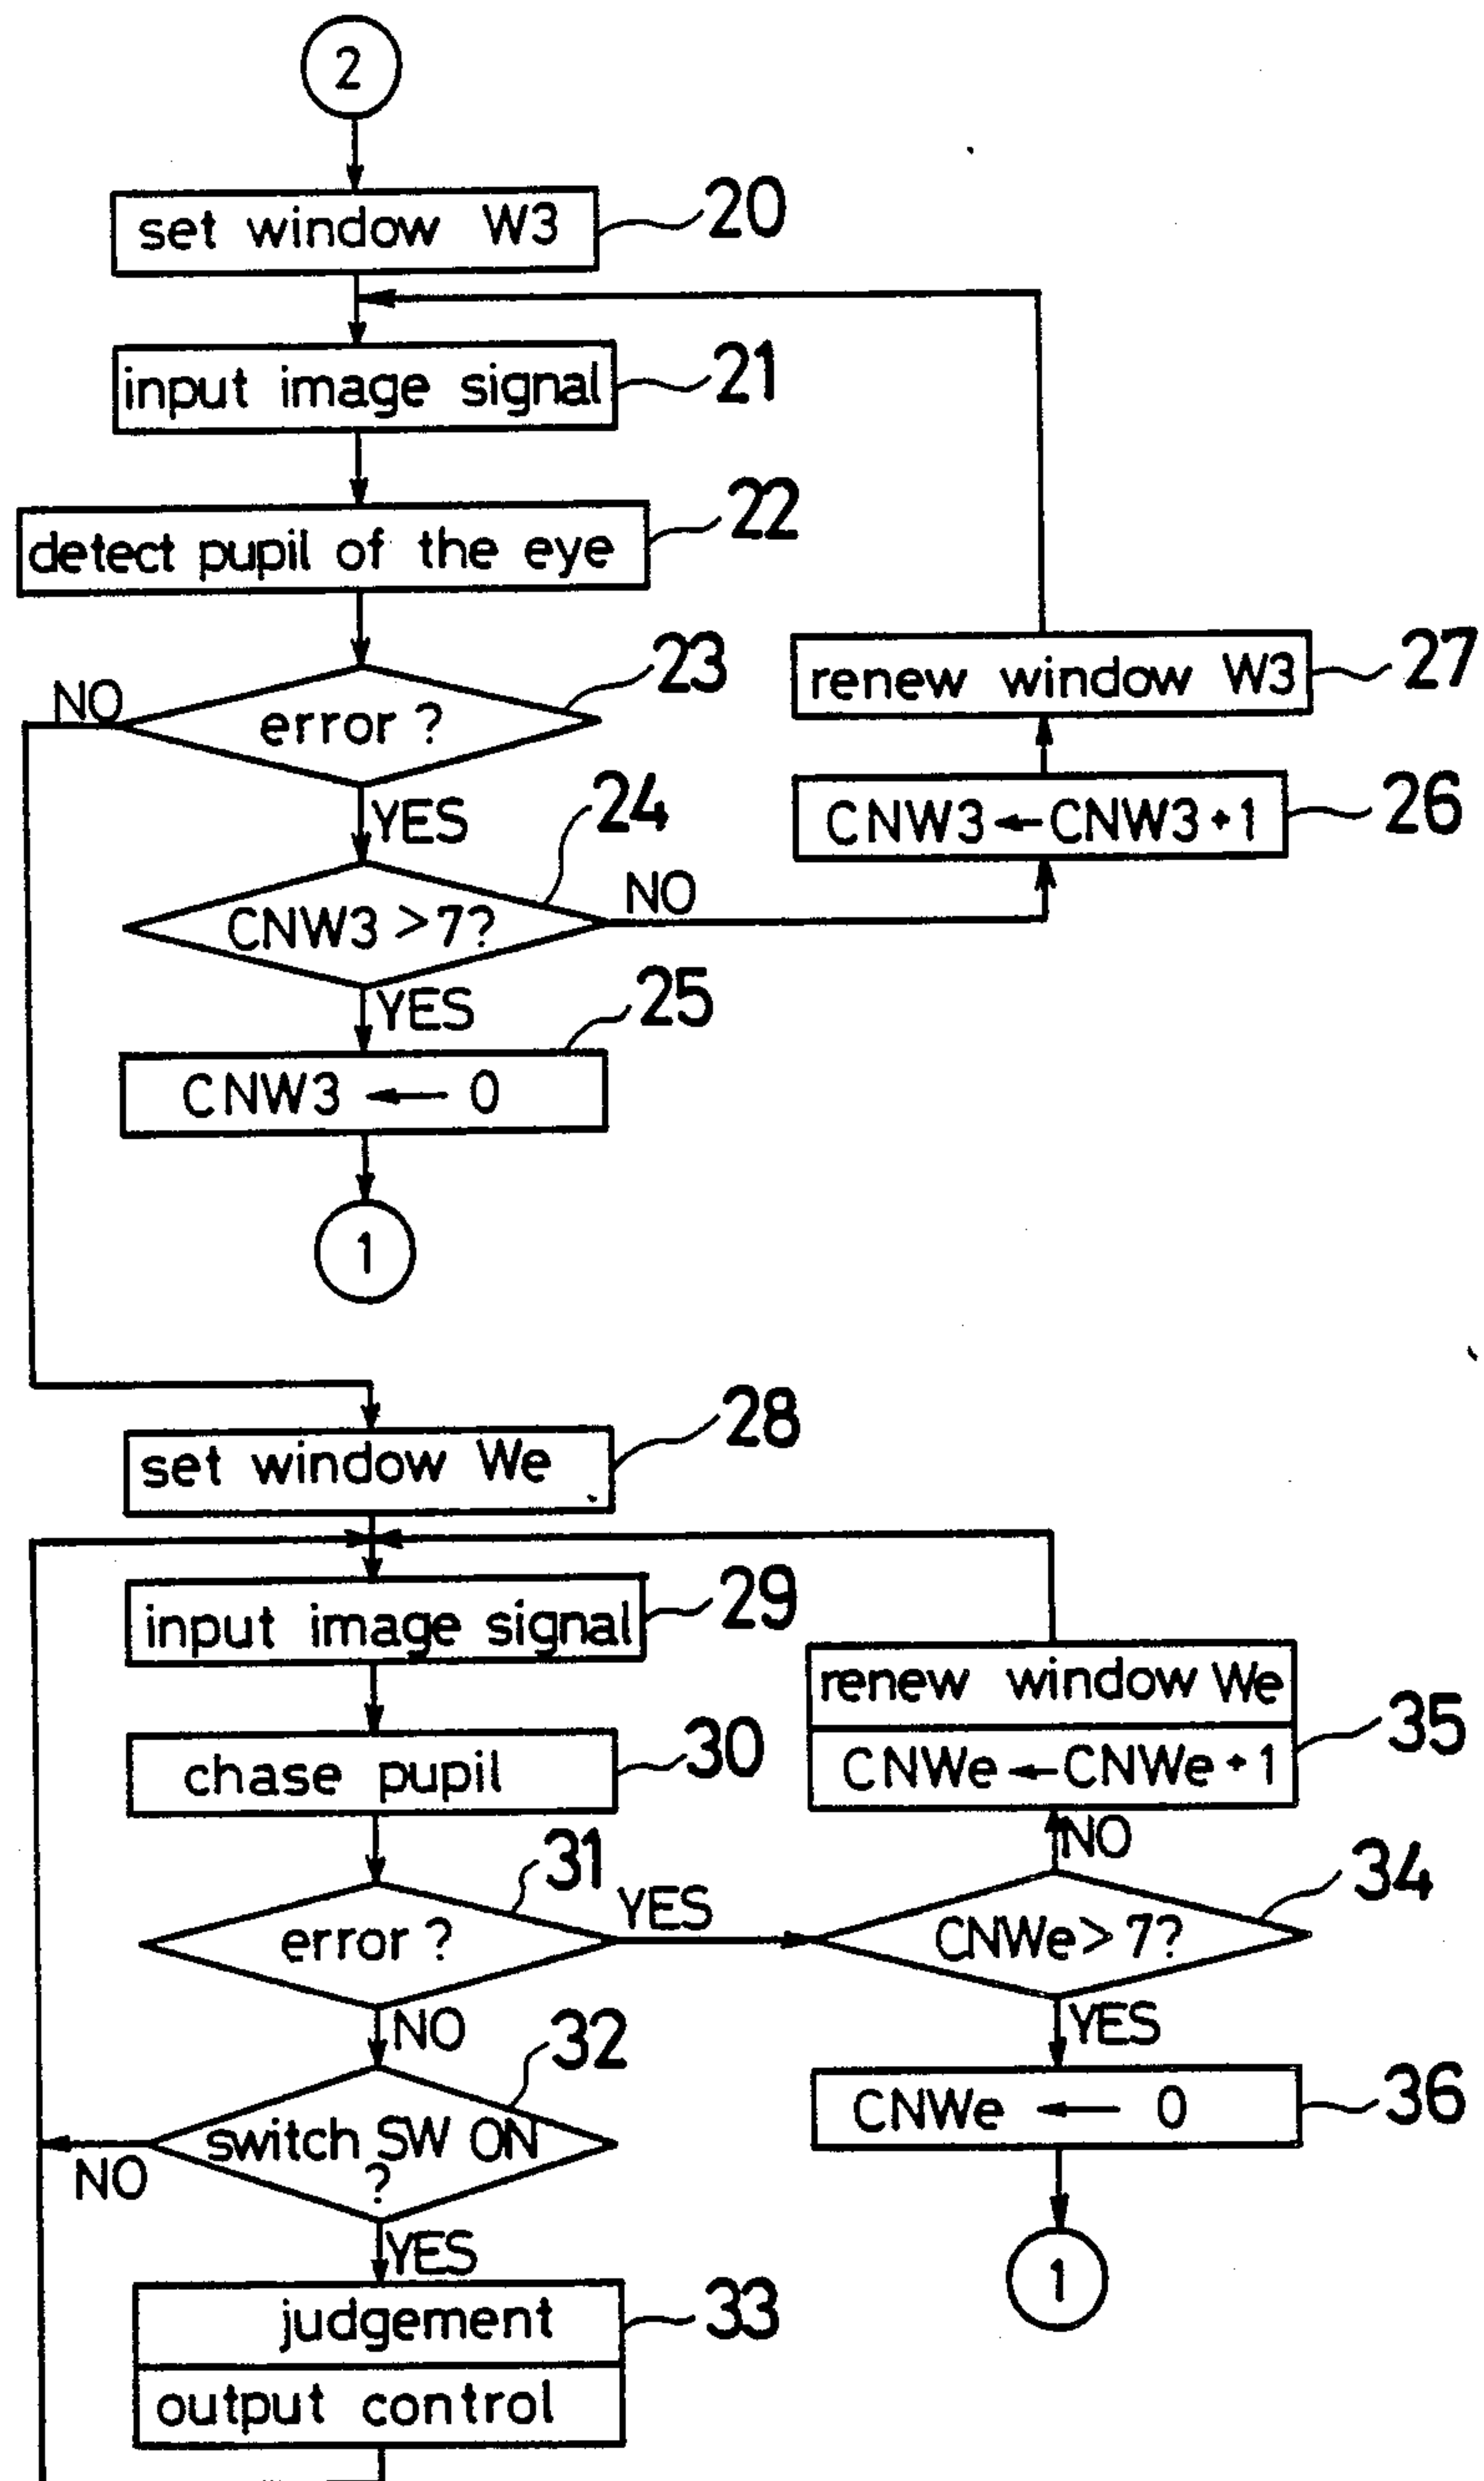 2
set window W3
20
input image signal
21
detect pupil of the eye
22
23
NO
error ?
YES
renew window W3
27
CNW3←CNW3+1
26
24
CNW3 >7?
NO
YES
25
CNW3 ← 0
1
set window We
28
input image signal
29
chase pupil
30
renew window We
CNWe←CNWe+1
35
NO
31
error ?
YES
34
CNWe> 7?
NO
YES
32
switch SW ON
?
NO
YES
CNWe ← 0
36
1
judgement
33
output control